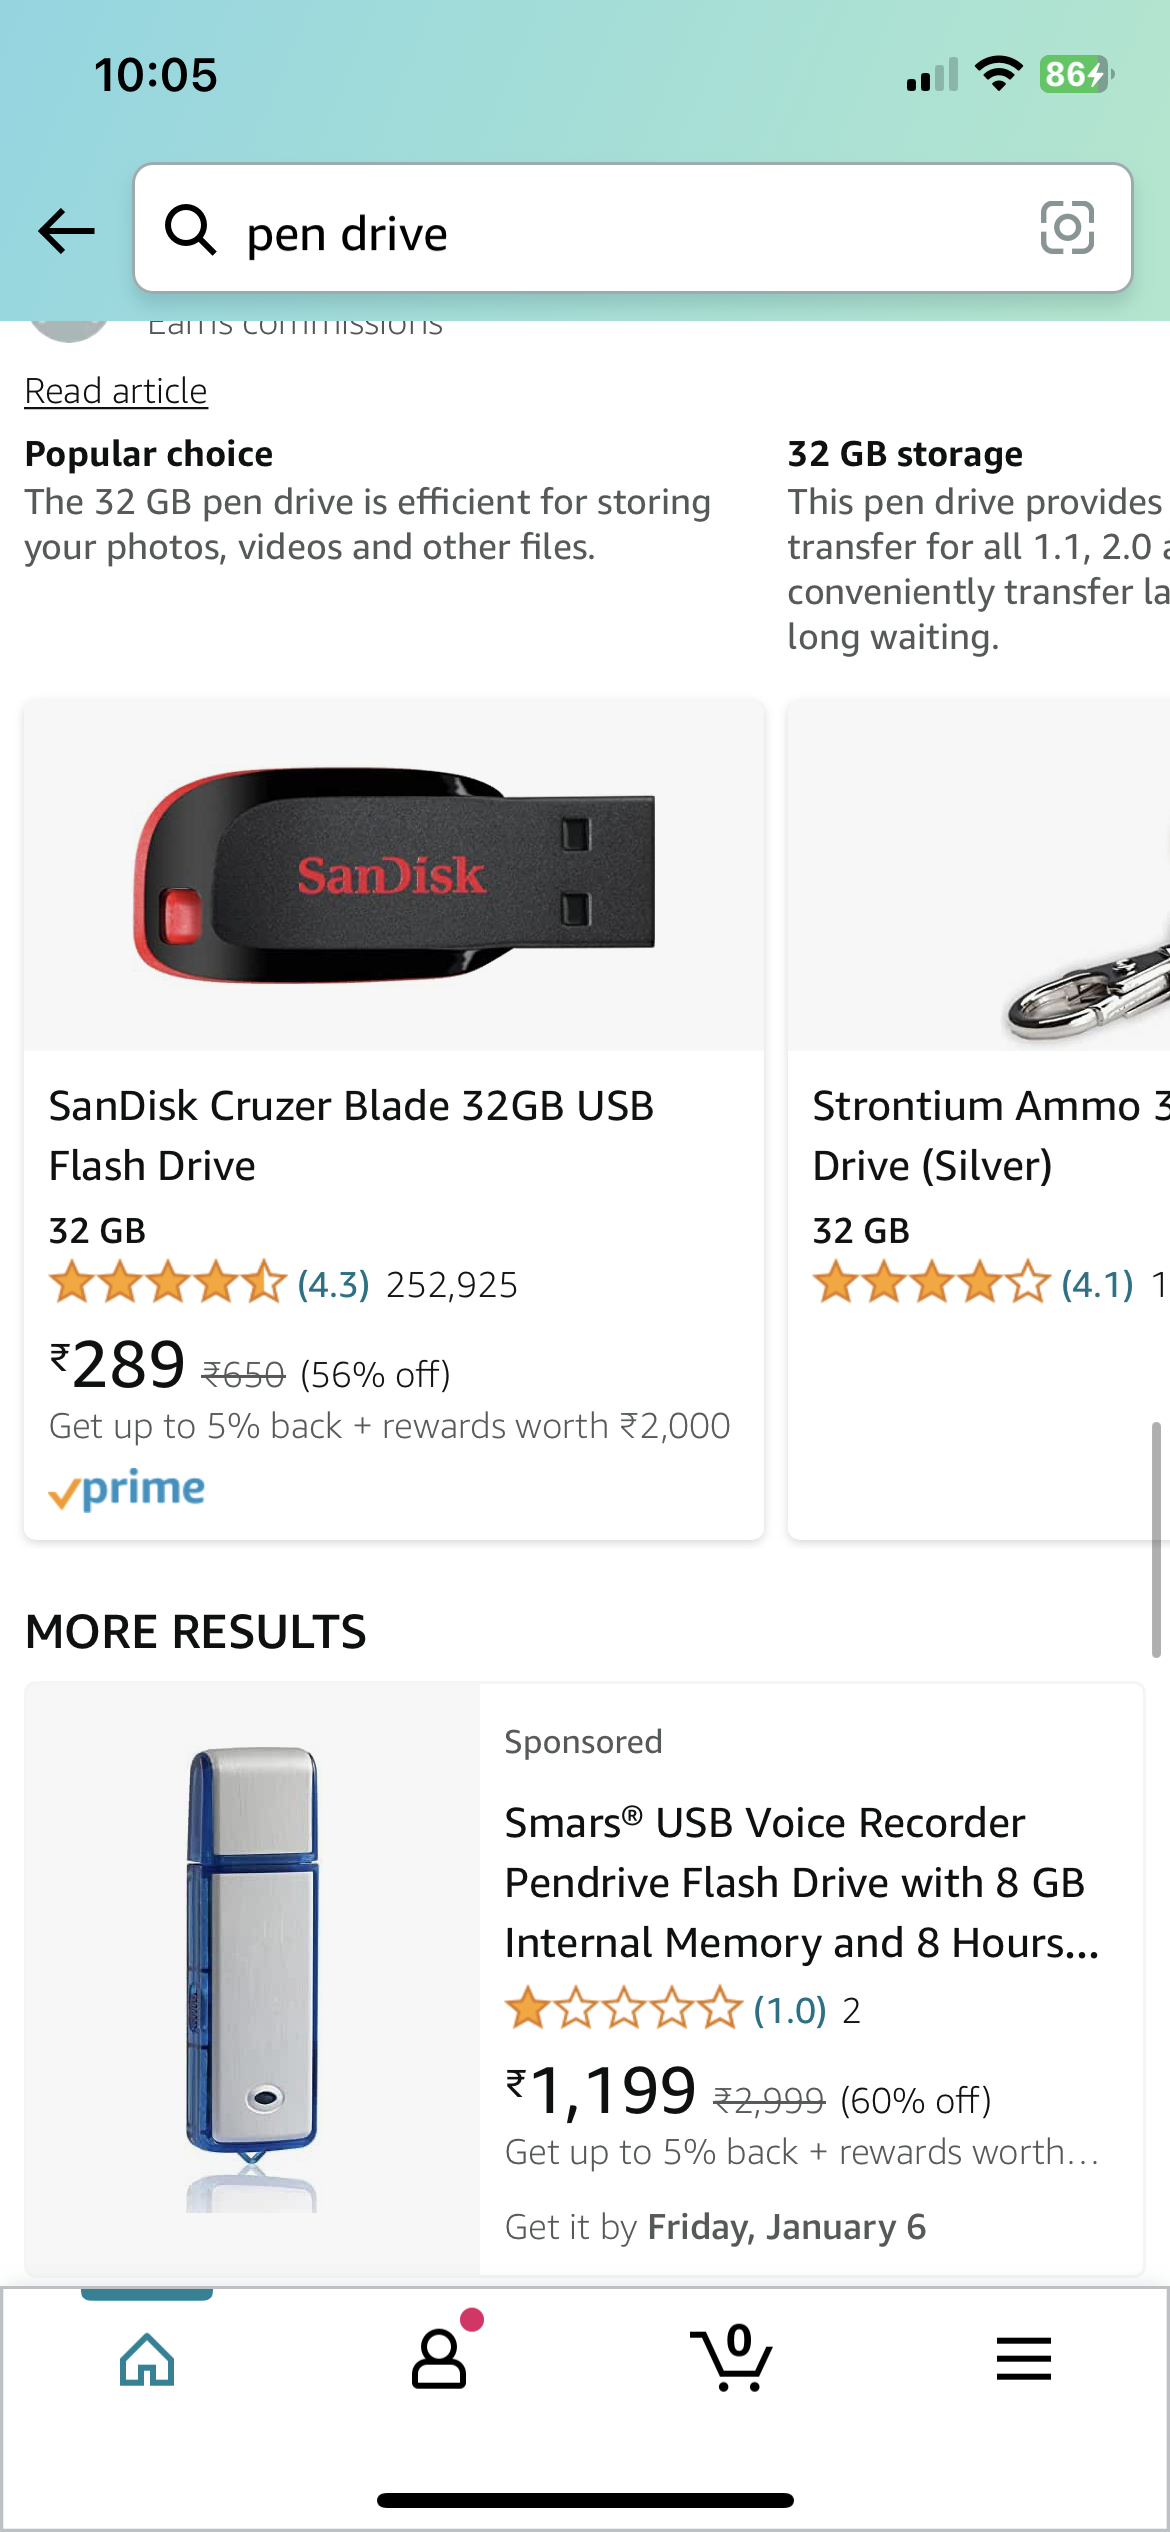 10:05
86
pen drive
Earns commissions
Read article
Popular choice
The 32 GB pen drive is efficient for storing
your photos, videos and other files.
32 GB storage
This pen drive provides
transfer for all 1.1, 2.0
conveniently transfer la
long waiting.
SanDisk
SanDisk Cruzer Blade 32GB USB
Flash Drive
32 GB
(4.3) 252,925
₹289 ₹650 (56% off)
Get up to 5% back + rewards worth ₹2,000
prime
Strontium Ammo 3
Drive (Silver)
32 GB
(4.1) 1
MORE RESULTS
Sponsored
Smars® USB Voice Recorder
Pendrive Flash Drive with 8 GB
Internal Memory and 8 Hours...
(1.0) 2
₹1,199 ₹2,999 (60% off)
Get up to 5% back + rewards worth...
Get it by Friday, January 6
0